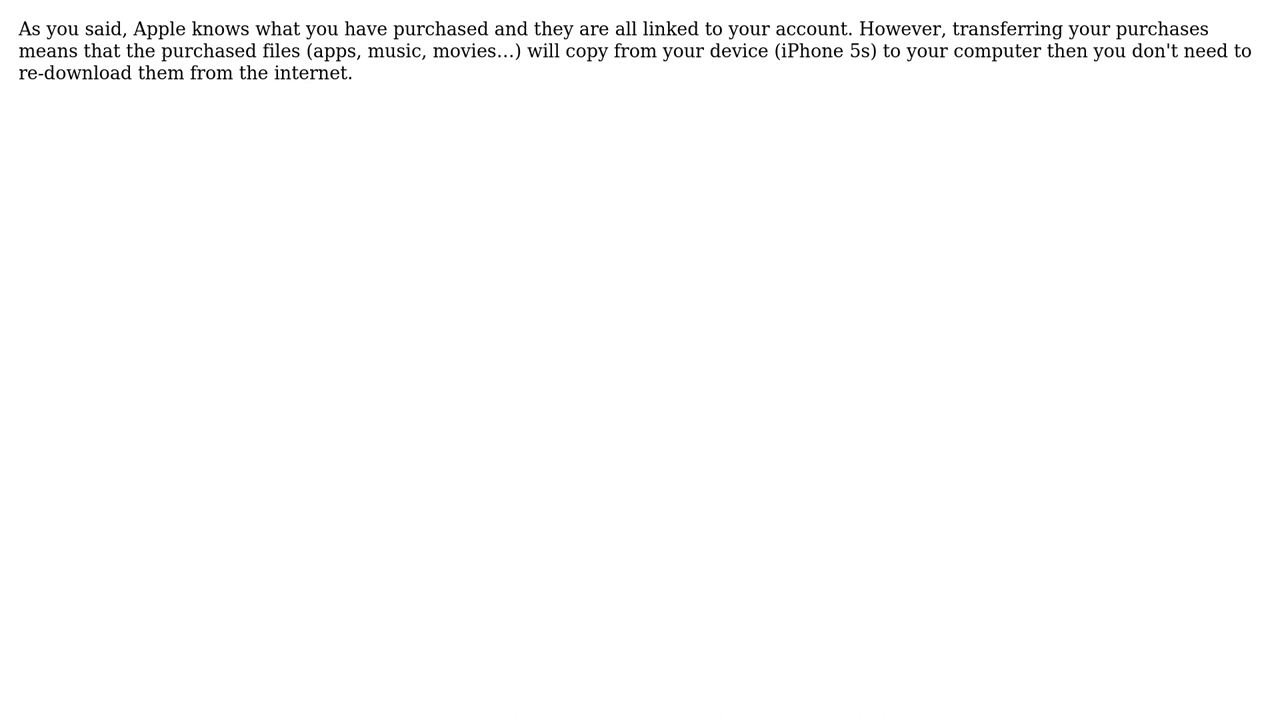 As you said, Apple knows what you have purchased and they are all linked to your account. However, transferring your purchases
means that the purchased files (apps, music, movies...) will copy from your device (iPhone 5s) to your computer then you don't need to
re-download them from the internet.